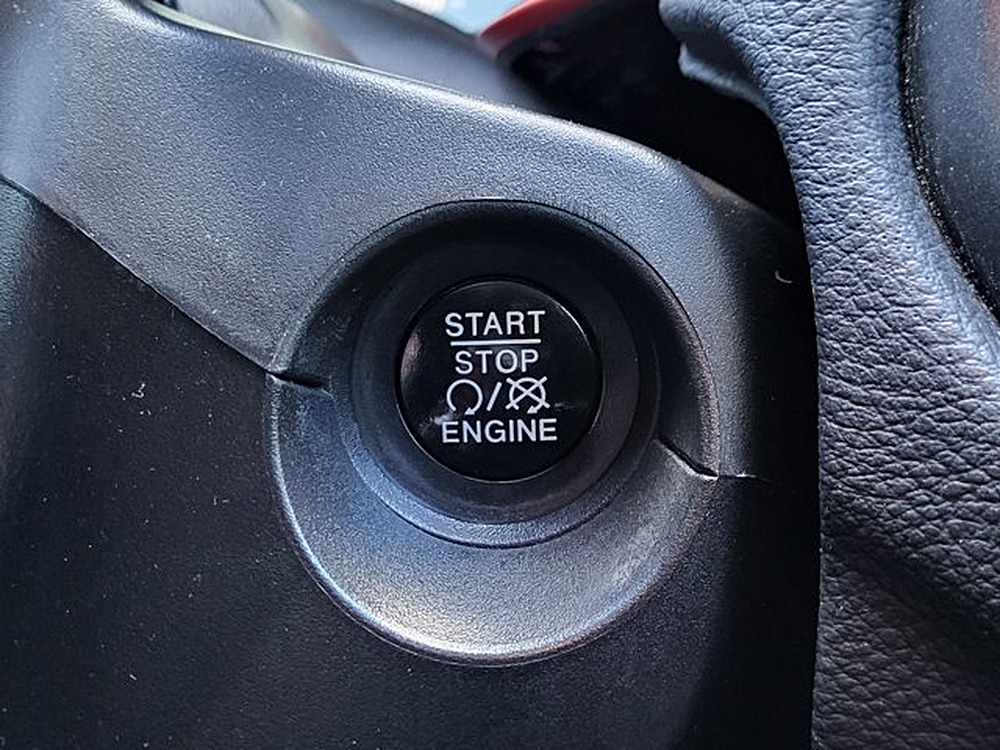 START
STOP
/
ENGINE